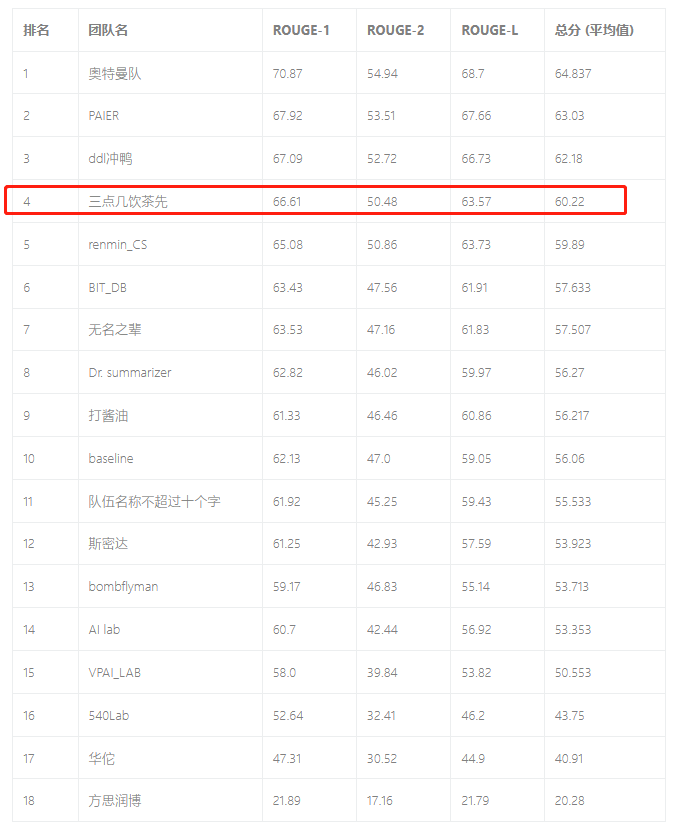 排名 团队名 ROUGE-1 ROUGE-2 ROUGE-L 总分 (平均值)
1 奥特曼队 70.87 54.94 68.7 64.837
2 PAIER 67.92 53.51 67.66 63.03
3 ddl冲鸭 67.09 52.72 66.73 62.18
4 三点几饮茶先 66.61 50.48 63.57 60.22
5 renmin_CS 65.08 50.86 63.73 59.89
6 BIT_DB 63.43 47.56 61.91 57.633
7 无名之辈 63.53 47.16 61.83 57.507
8 Dr. summarizer 62.82 46.02 59.97 56.27
9 打酱油 61.33 46.46 60.86 56.217
10 baseline 62.13 47.0 59.05 56.06
11 队伍名称不超过十个字 61.92 45.25 59.43 55.533
12 斯密达 61.25 42.93 57.59 53.923
13 bombflyman 59.17 46.83 55.14 53.713
14 AI lab 60.7 42.44 56.92 53.353
15 VPAI_LAB 58.0 39.84 53.82 50.553
16 540Lab 52.64 32.41 46.2 43.75
17 华佗 47.31 30.52 44.9 40.91
18 方思润博 21.89 17.16 21.79 20.28